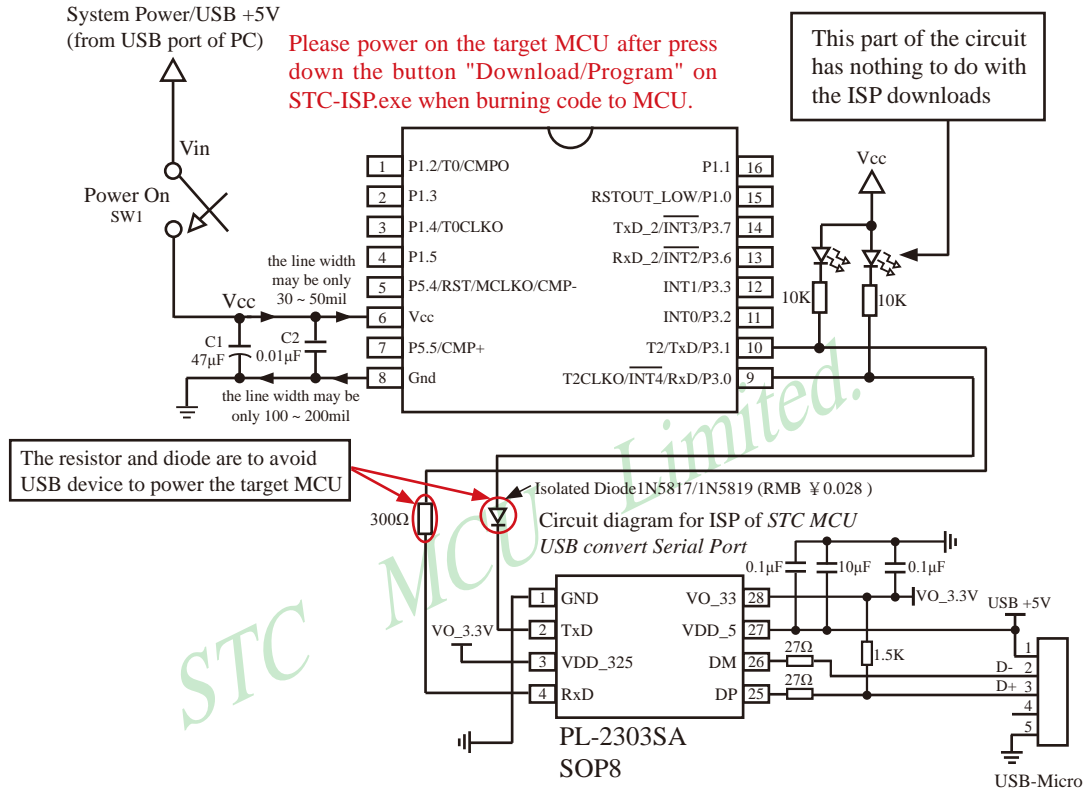 System Power/USB +5V
(from USB port of PC)
Please power on the target MCU after press
down the button "Download/Program" on
STC-ISP.exe when burning code to MCU.
This part of the circuit
has nothing to do with
the ISP downloads
Vin
Power On
SW1
Vcc
the line width
may be only
30 ~ 50mil
C1
47µF
C2
0.01µF
the line width may be
only 100 ~ 200mil
1 P1.2/T0/CMPO
2 P1.3
3 P1.4/T0CLKO
4 P1.5
5 P5.4/RST/MCLKO/CMP-
6 Vcc
7 P5.5/CMP+
8 Gnd
P1.1 16
RSTOUT_LOW/P1.0 15
TxD_2/INT3/P3.7 14
RxD_2/INT2/P3.6 13
INT1/P3.3 12
INT0/P3.2 11
T2/TxD/P3.1 10
T2CLKO/INT4/RxD/P3.0 9
Vcc
10K
10K
The resistor and diode are to avoid
USB device to power the target MCU
300Ω
Isolated Diode1N5817/1N5819 (RMB ¥0.028 )
Circuit diagram for ISP of STC MCU
USB convert Serial Port
0.1µF
10µF
0.1µF
1 GND
2 TxD
3 VDD_325
4 RxD
VO_3.3V
VO_33 28
VDD_5 27
DM 26
DP 25
VO_3.3V
USB +5V
27Ω
27Ω
1.5K
D-
D+
1
2
3
4
5
PL-2303SA
SOP8
USB-Micro
STC MCU Limited.